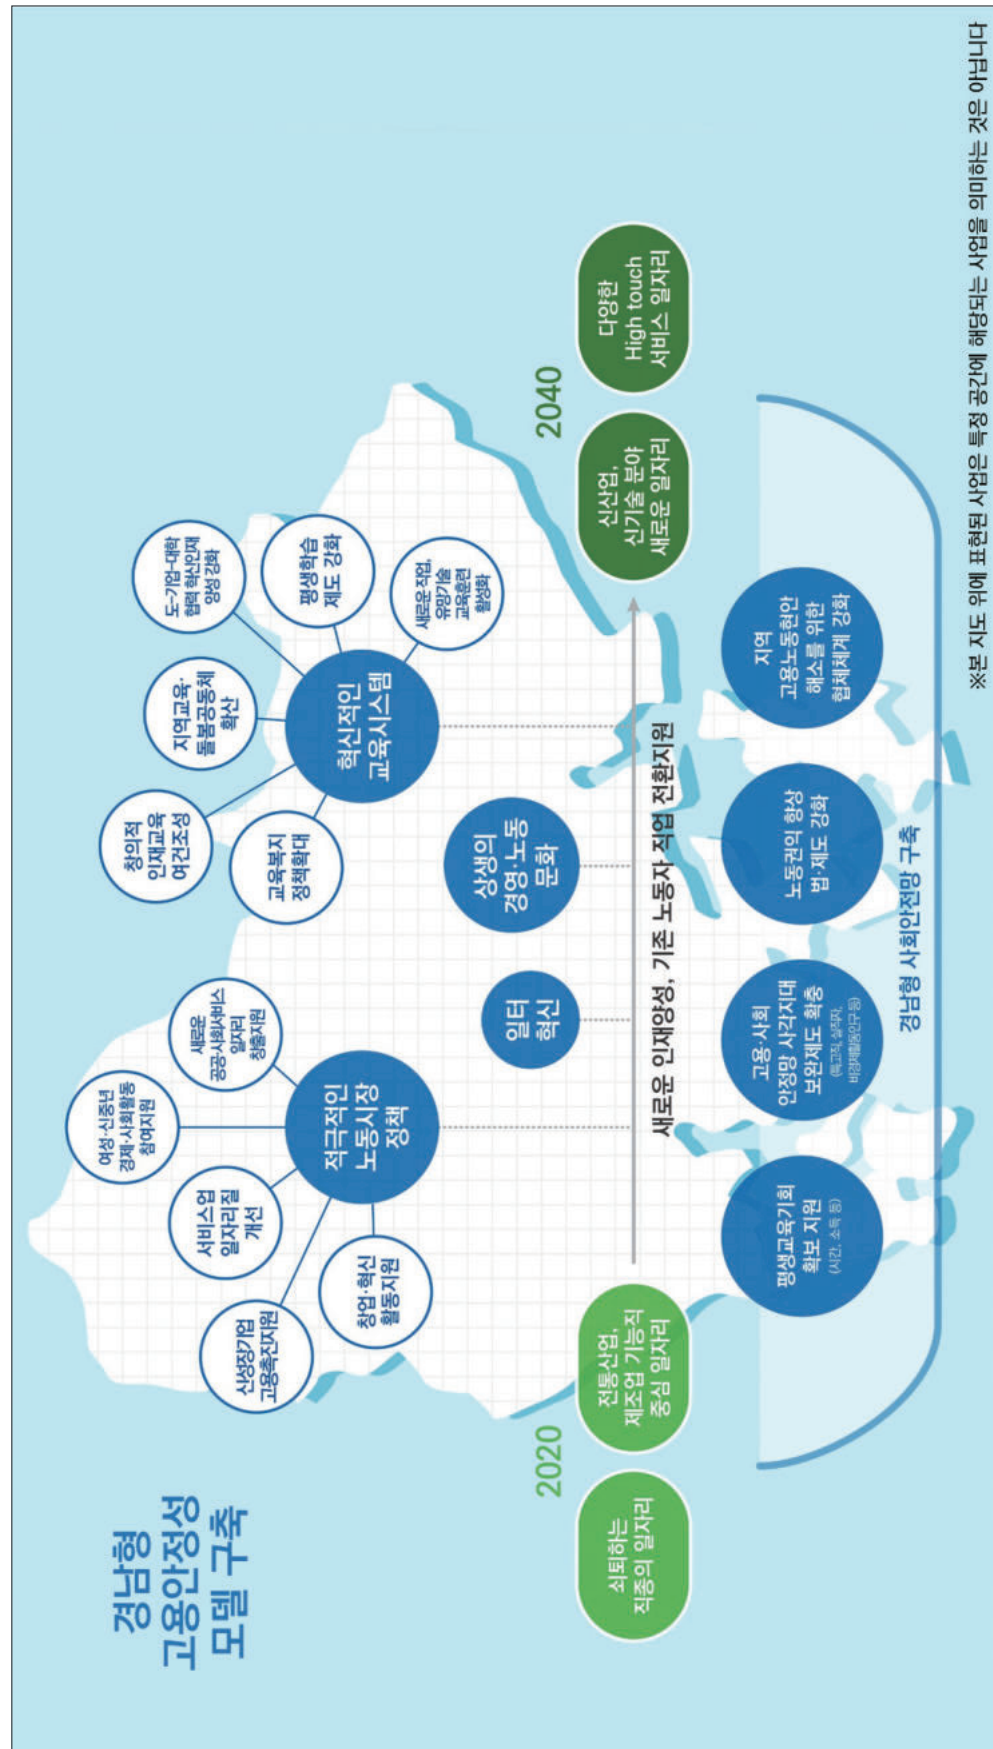 경남형
고용안정성
모델 구축
신성장기업
고용촉진지원
서비스업
일자리질
개선
여성·신중년
경제·사회활동
참여지원
새로운
공공·사회서비스
일자리
창출지원
창업·혁신
활동지원
적극적인
노동시장
정책
창의적
인재교육
여건조성
지역교육·
돌봄공동체
확산
도-기업-대학
협력 혁신인재
양성 강화
평생학습
제도 강화
새로운 직업,
유망기술
교육훈련
활성화
교육복지
정책확대
혁신적인
교육시스템
일터
혁신
상생의
경영·노동
문화
2020
쇠퇴하는
직종의 일자리
전통산업,
제조업 기능직
중심 일자리
새로운 인재양성, 기존 노동자 직업 전환지원
2040
신산업,
신기술 분야
새로운 일자리
다양한
High touch
서비스 일자리
평생교육기회
확보 지원
(시간, 소득 등)
고용·사회
안정망 사각지대
보완제도 확충
(특고직, 실직자,
비경제활동인구 등)
노동권익 향상
법·제도 강화
지역
고용노동현안
해소를 위한
협체체계 강화
경남형 사회안전망 구축
※본 지도 위에 표현된 사업은 특정 공간에 해당되는 사업을 의미하는 것은 아닙니다